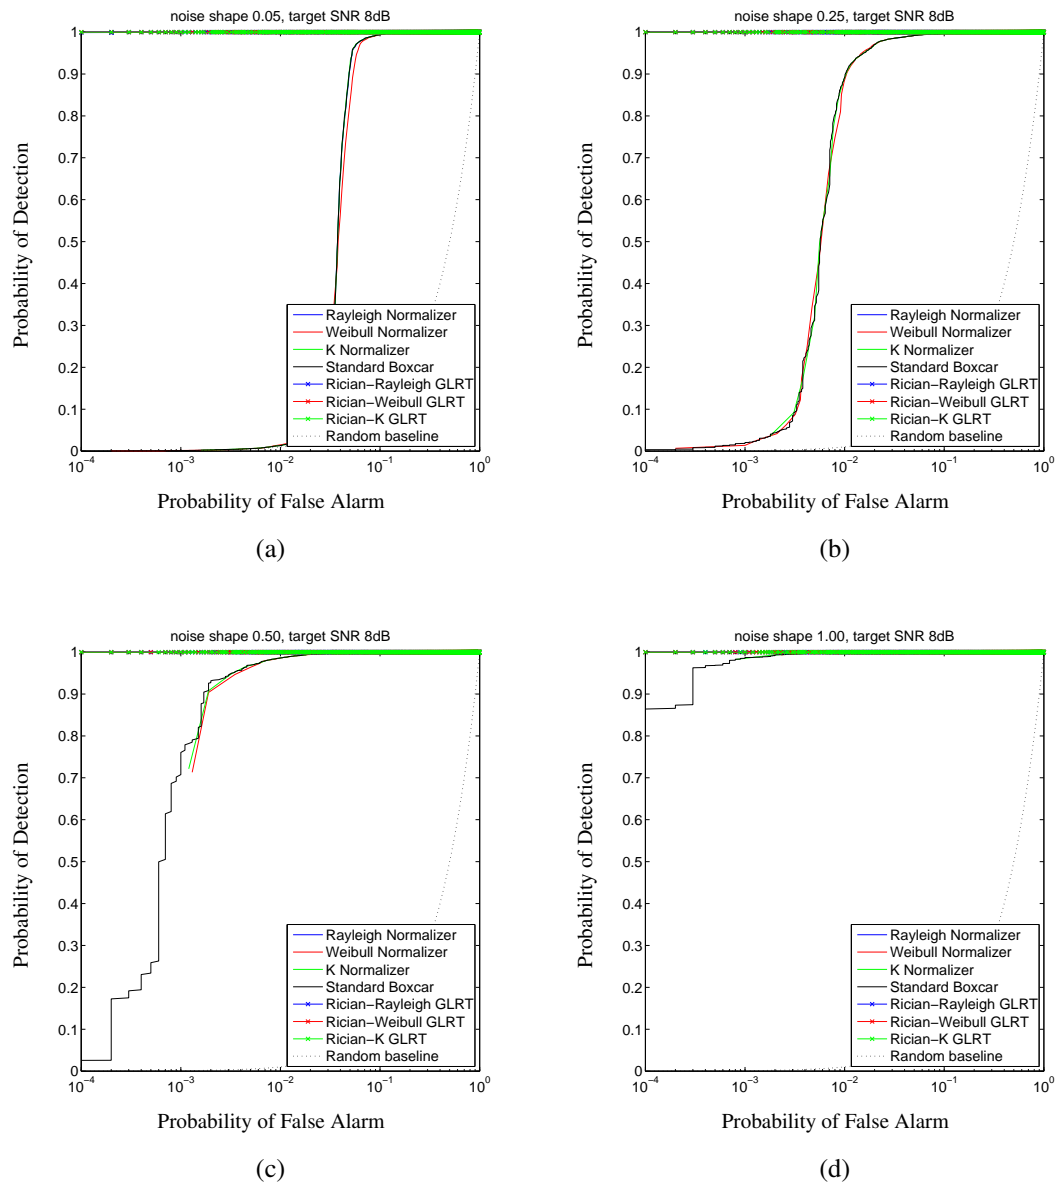 noise shape 0.05, target SNR 8dB
1
0.9
0.8
0.7
0.6
0.5
0.4
0.3
0.2
0.1
0
Probability of Detection
Rayleigh Normalizer
Weibull Normalizer
K Normalizer
Standard Boxcar
Rician−Rayleigh GLRT
Rician−Weibull GLRT
Rician−K GLRT
Random baseline
10−4 10−3 10−2 10−1 100
Probability of False Alarm
(a)
noise shape 0.25, target SNR 8dB
1
0.9
0.8
0.7
0.6
0.5
0.4
0.3
0.2
0.1
0
Probability of Detection
Rayleigh Normalizer
Weibull Normalizer
K Normalizer
Standard Boxcar
Rician−Rayleigh GLRT
Rician−Weibull GLRT
Rician−K GLRT
Random baseline
10−4 10−3 10−2 10−1 100
Probability of False Alarm
(b)
noise shape 0.50, target SNR 8dB
1
0.9
0.8
0.7
0.6
0.5
0.4
0.3
0.2
0.1
0
Probability of Detection
Rayleigh Normalizer
Weibull Normalizer
K Normalizer
Standard Boxcar
Rician−Rayleigh GLRT
Rician−Weibull GLRT
Rician−K GLRT
Random baseline
10−4 10−3 10−2 10−1 100
Probability of False Alarm
(c)
noise shape 1.00, target SNR 8dB
1
0.9
0.8
0.7
0.6
0.5
0.4
0.3
0.2
0.1
0
Probability of Detection
Rayleigh Normalizer
Weibull Normalizer
K Normalizer
Standard Boxcar
Rician−Rayleigh GLRT
Rician−Weibull GLRT
Rician−K GLRT
Random baseline
10−4 10−3 10−2 10−1 100
Probability of False Alarm
(d)